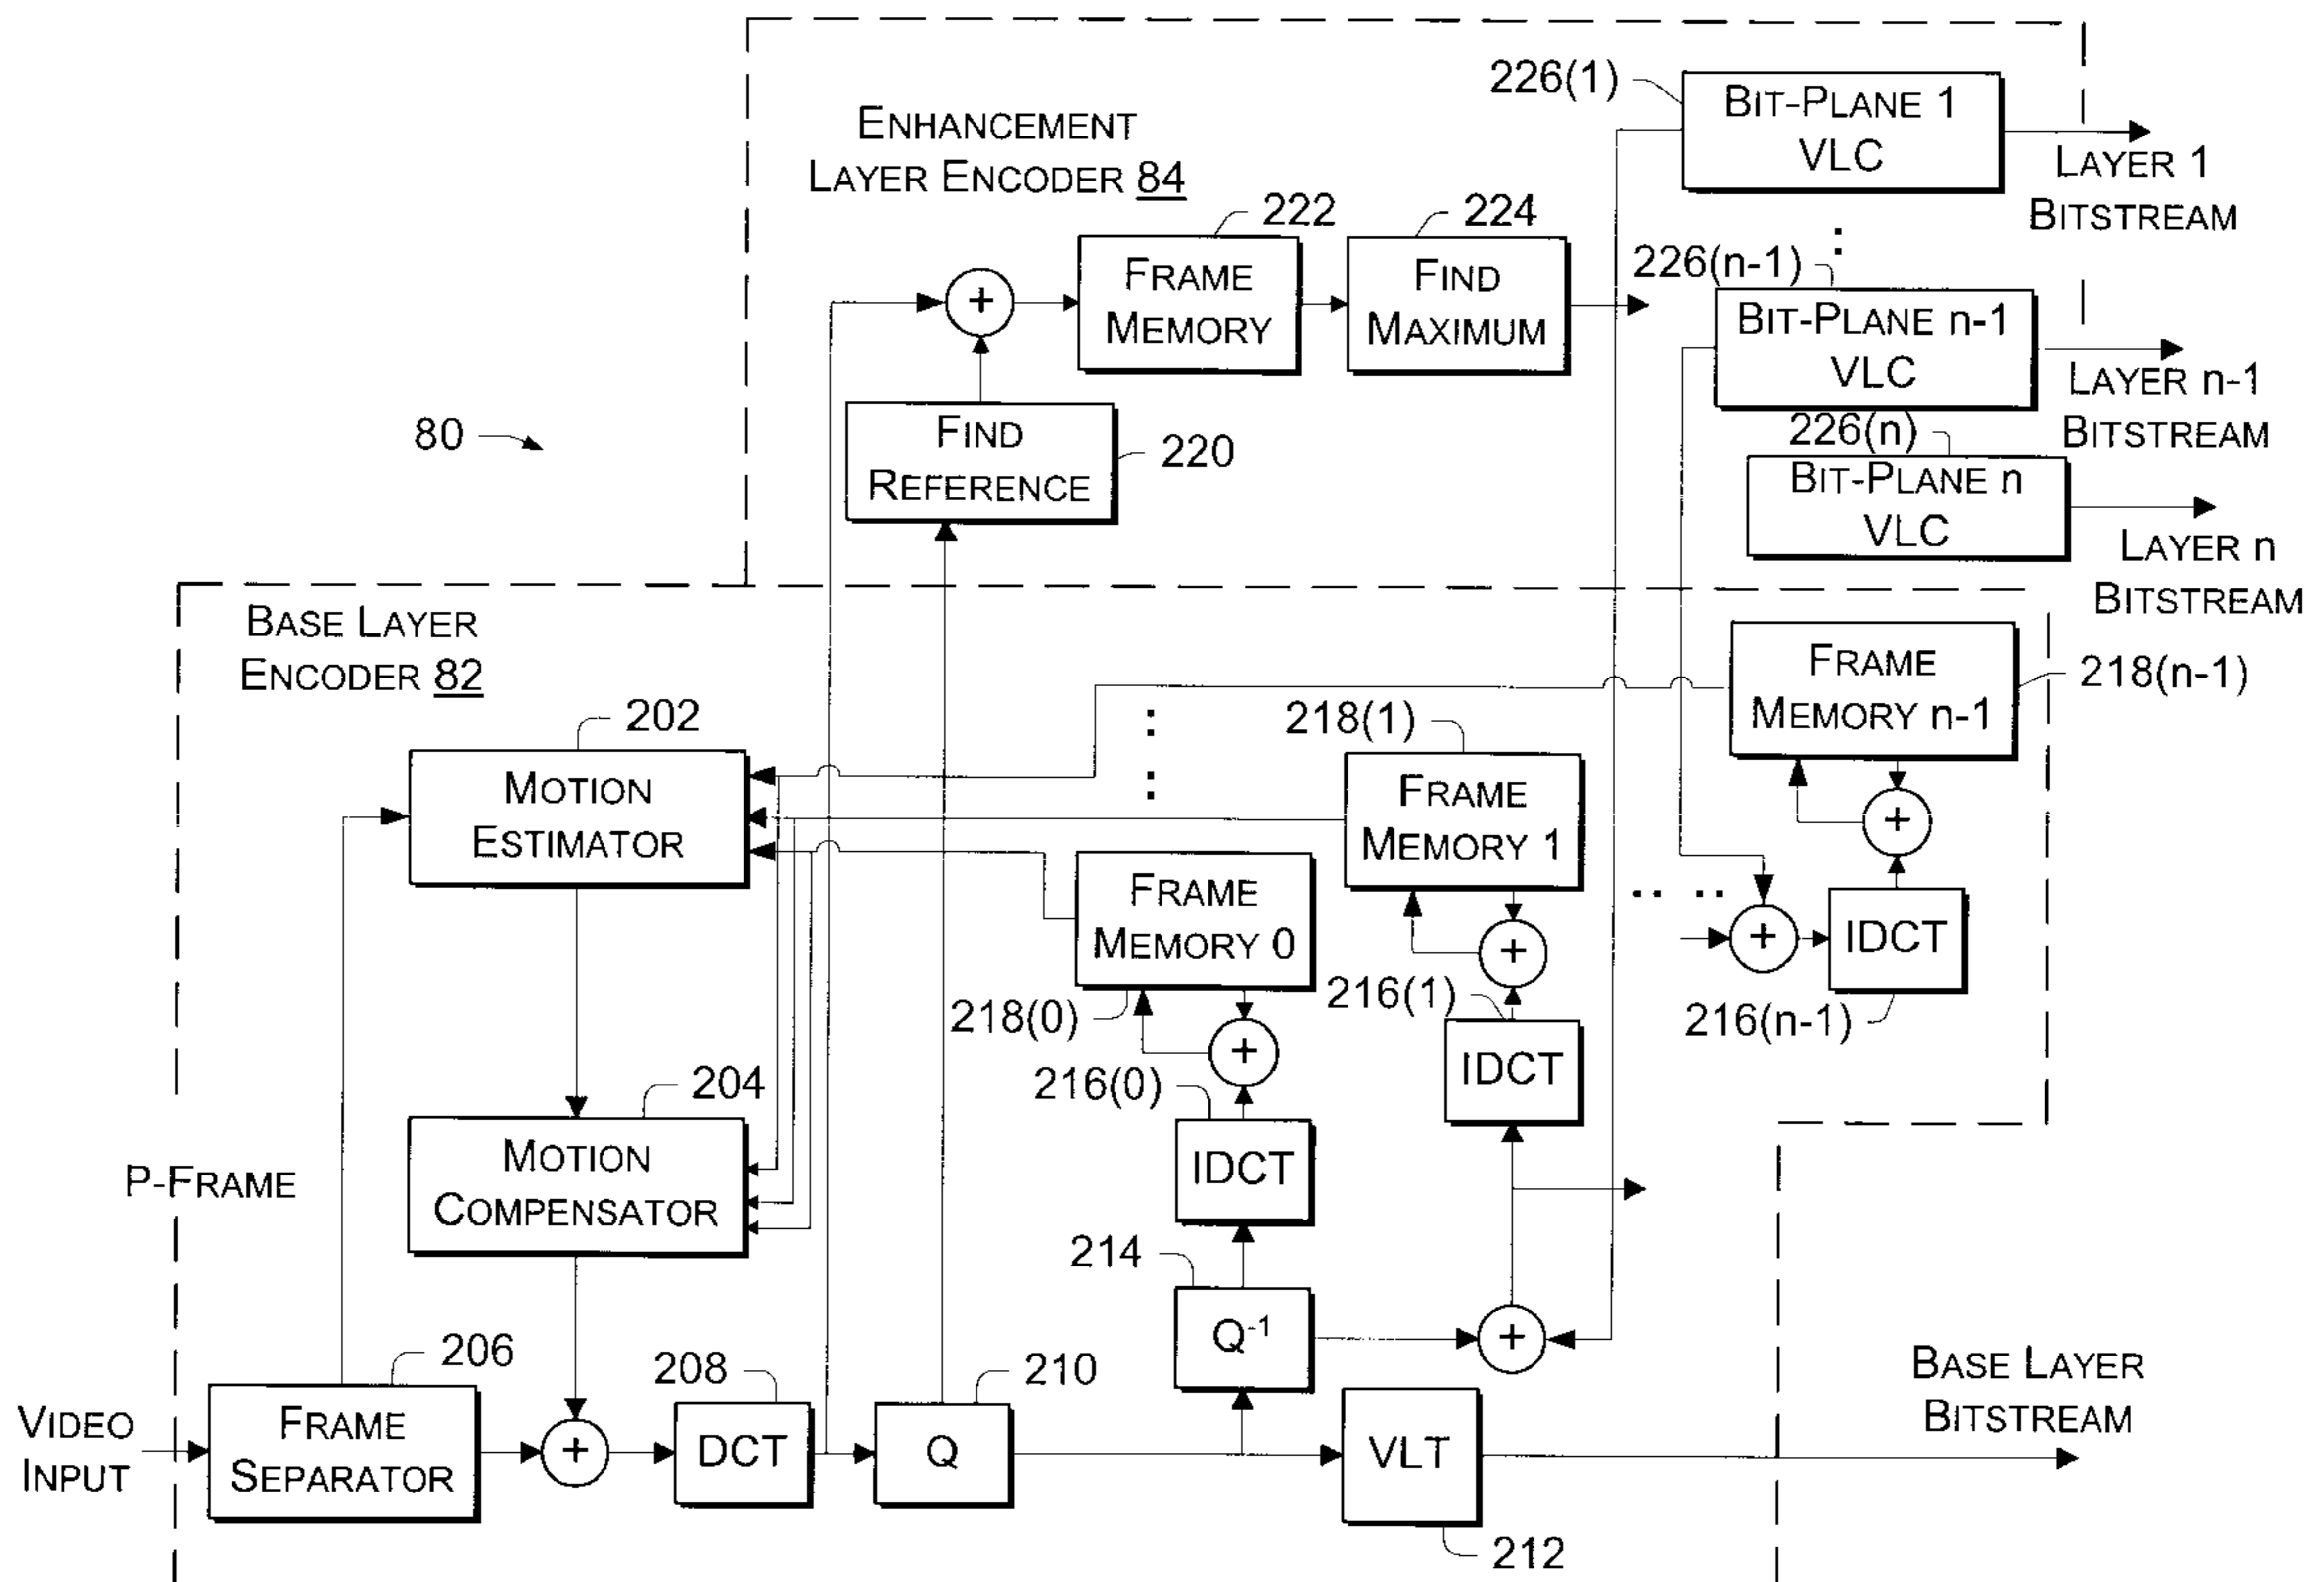 226(1)
BIT-PLANE 1
VLC
LAYER 1
BITSTREAM
ENHANCEMENT
LAYER ENCODER 84
222
FRAME
MEMORY
224
FIND
MAXIMUM
226(n-1)
BIT-PLANE n-1
VLC
LAYER n-1
BITSTREAM
80
FIND
REFERENCE
220
226(n)
BIT-PLANE n
VLC
LAYER n
BITSTREAM
BASE LAYER
ENCODER 82
FRAME
MEMORY n-1
218(n-1)
202
MOTION
ESTIMATOR
218(1)
FRAME
MEMORY 1
FRAME
MEMORY 0
218(0)
+
+
+
IDCT
216(n-1)
+
216(1)
IDCT
+
216(0)
IDCT
204
MOTION
COMPENSATOR
P-FRAME
214
Q-1
+
206
FRAME
SEPARATOR
VIDEO
INPUT
+
208
DCT
210
Q
VLT
212
BASE LAYER
BITSTREAM